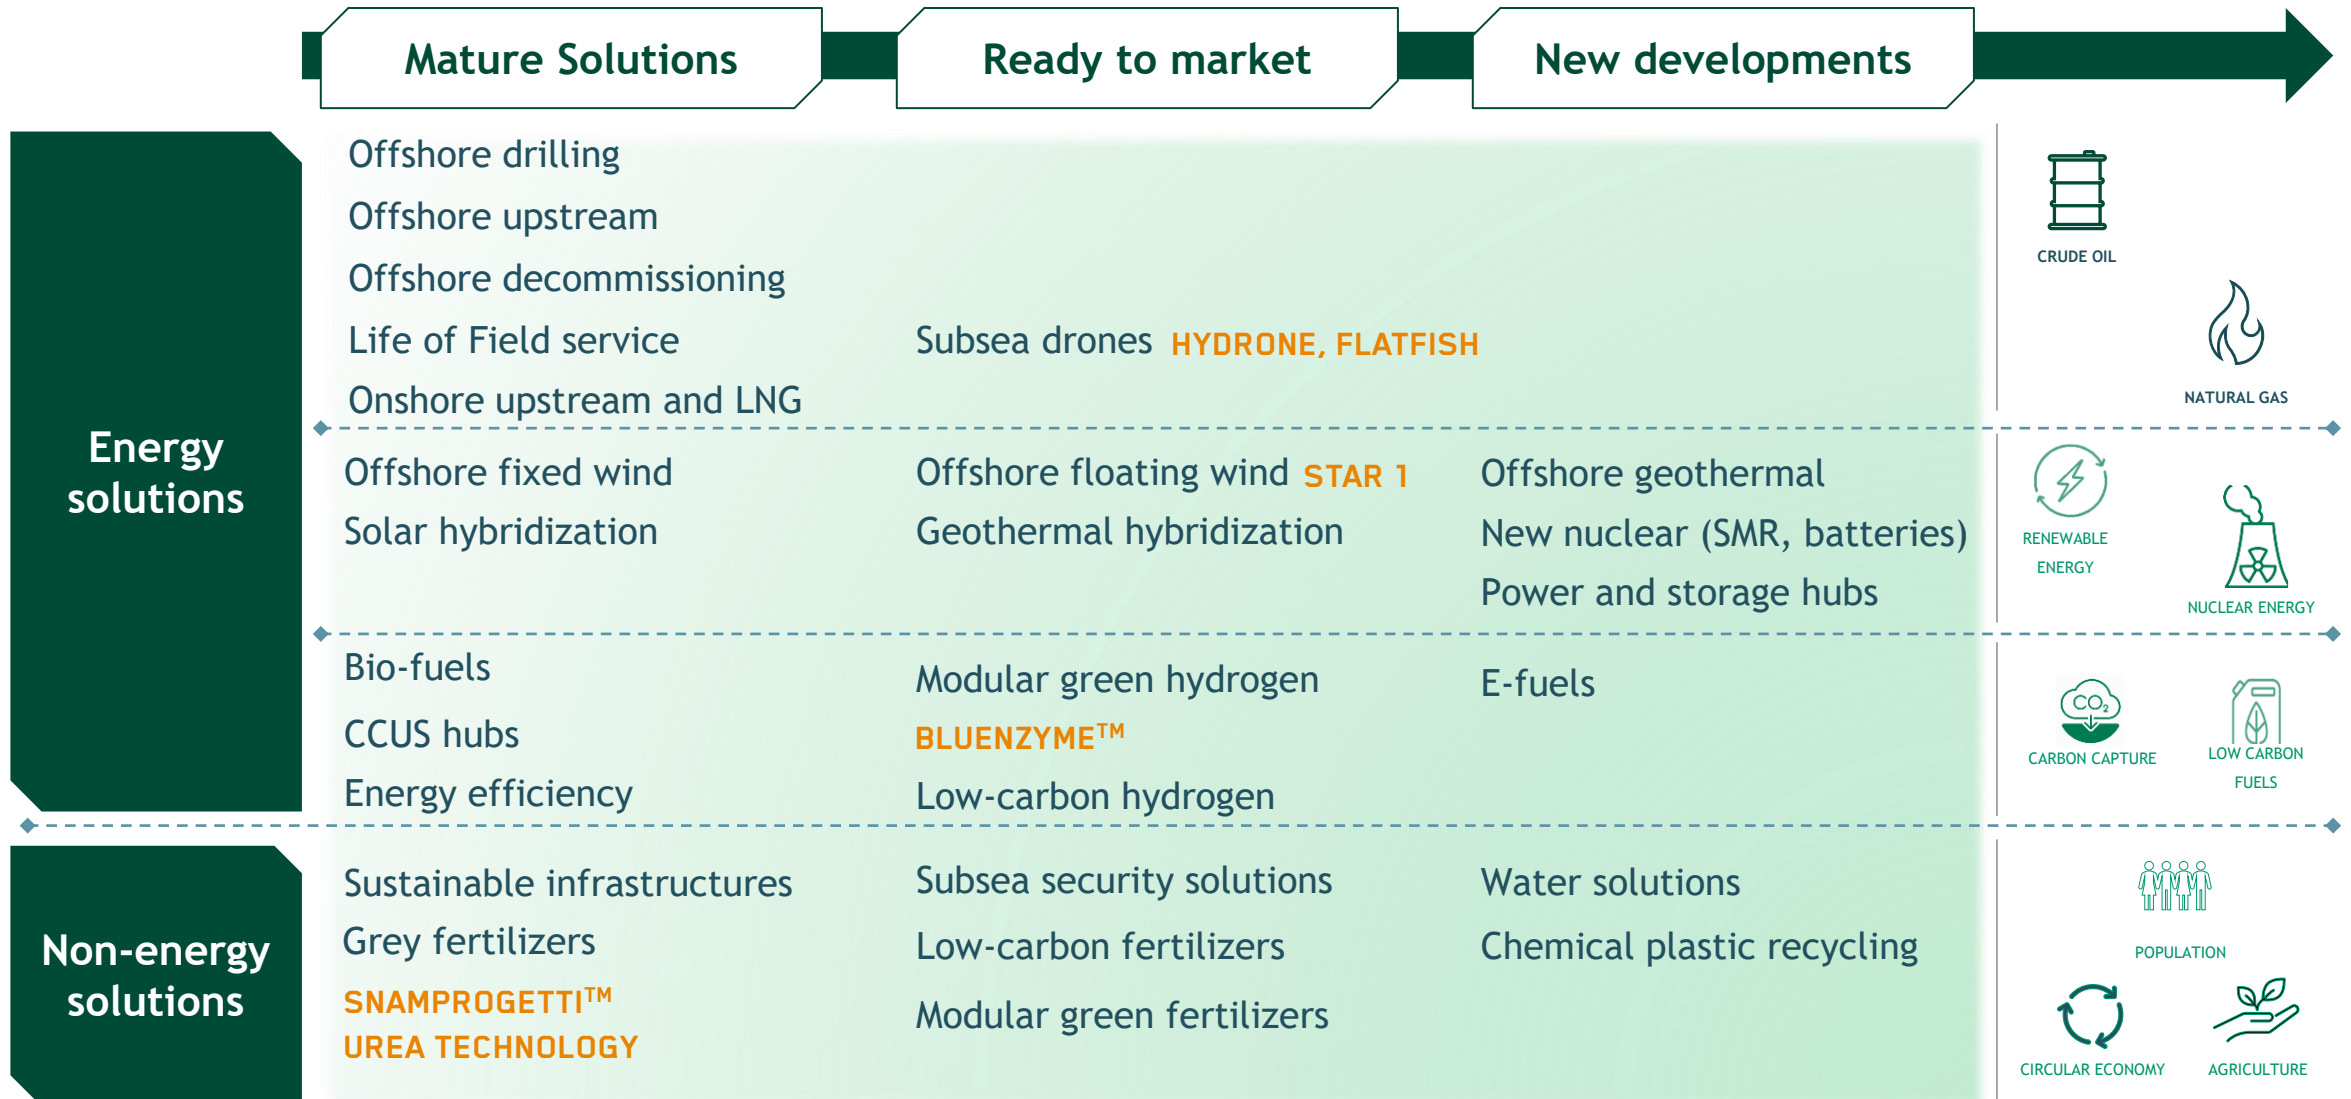 Mature Solutions
Ready to market
New developments
Energy
solutions
Offshore drilling
Offshore upstream
Offshore decommissioning
Life of Field service
Subsea drones HYDRONE, FLATFISH
Onshore upstream and LNG
CRUDE OIL
NATURAL GAS
Offshore fixed wind
Offshore floating wind STAR 1
Offshore geothermal
Solar hybridization
Geothermal hybridization
New nuclear (SMR, batteries)
Power and storage hubs
RENEWABLE
ENERGY
NUCLEAR ENERGY
Bio-fuels
Modular green hydrogen
E-fuels
CCUS hubs
BLUENZYME™
Energy efficiency
Low-carbon hydrogen
CO₂
CARBON CAPTURE
LOW CARBON
FUELS
Non-energy
solutions
Sustainable infrastructures
Subsea security solutions
Water solutions
Grey fertilizers
Low-carbon fertilizers
Chemical plastic recycling
SNAMPROGETTI™
UREA TECHNOLOGY
Modular green fertilizers
POPULATION
CIRCULAR ECONOMY
AGRICULTURE